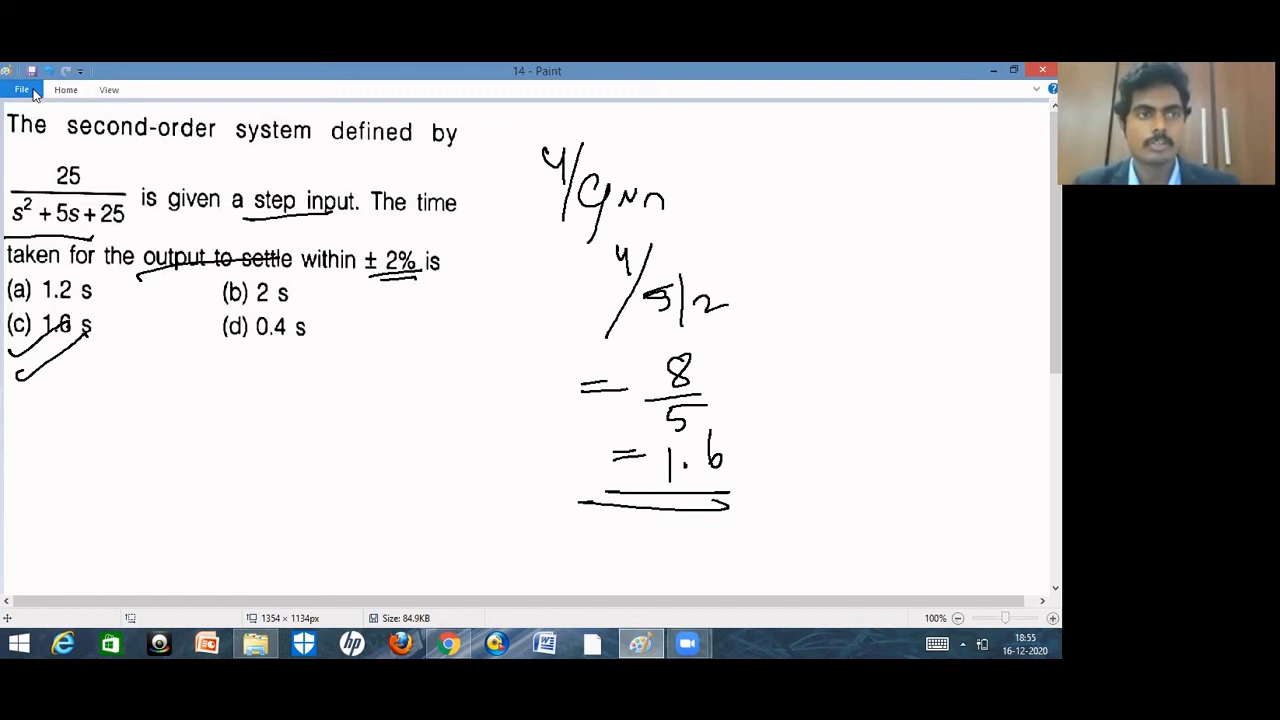 14 - Paint
File Home View
The second-order system defined by
25
s² + 5s + 25
is given a step input. The time
taken for the output to settle within ± 2% is
(a) 1.2 s (b) 2 s
(c) 1.6 s (d) 0.4 s
4/
4/5/2
= 8/5
= 1.6
1354 × 1134px Size: 84.9KB 100%
hp
18:55
16-12-2020